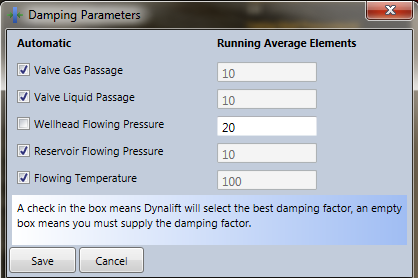 Damping Parameters
Automatic Running Average Elements
Valve Gas Passage 10
Valve Liquid Passage 10
Wellhead Flowing Pressure 20
Reservoir Flowing Pressure 10
Flowing Temperature 100
A check in the box means Dynalift will select the best damping factor, an empty
box means you must supply the damping factor.
Save Cancel